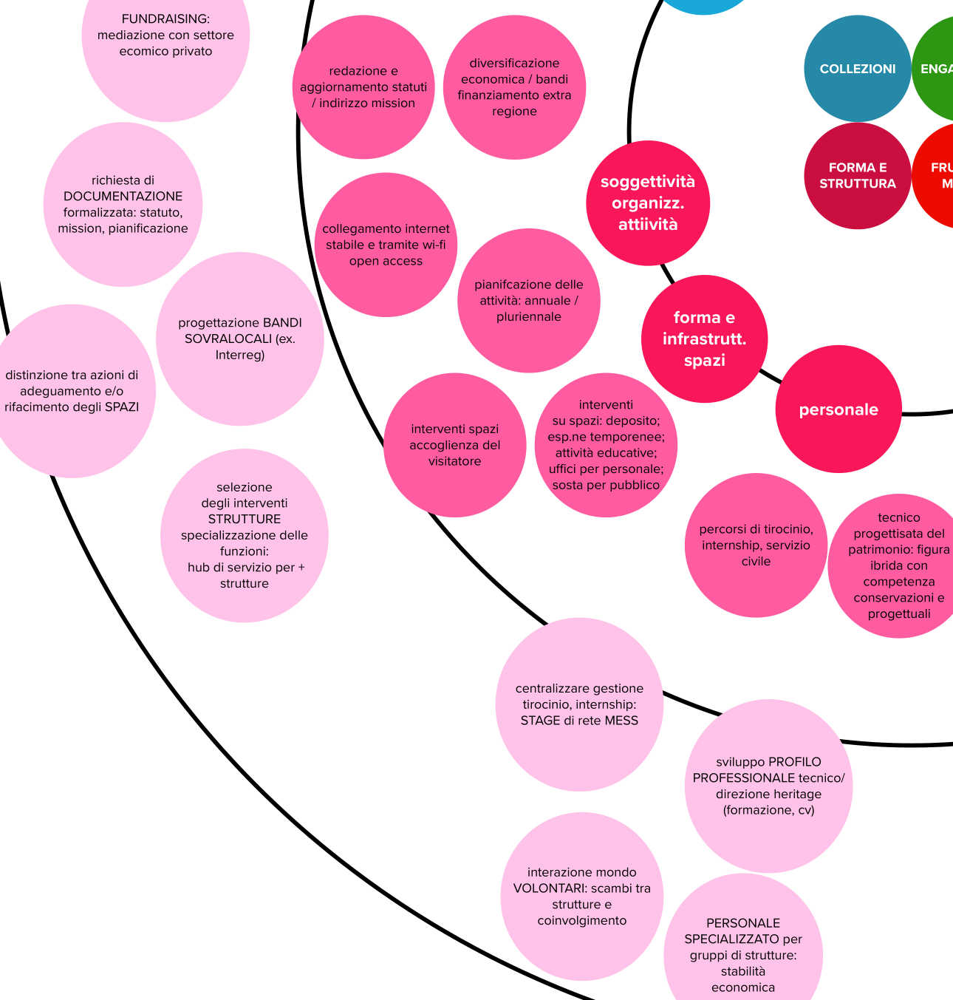 FUNDRAISING:
mediazione con settore
ecomico privato
redazione e
aggiornamento statuti
/ indirizzo mission
diversificazione
economica / bandi
finanziamento extra
regione
COLLEZIONI
ENGA
FORMA E
STRUTTURA
FRU
M
richiesta di
DOCUMENTAZIONE
formalizzata: statuto,
mission, pianificazione
collegamento internet
stabile e tramite wi-fi
open access
soggettività
organizz.
attiività
pianifcazione delle
attività: annuale /
pluriennale
progettazione BANDI
SOVRALOCALI (ex.
Interreg)
forma e
infrastrutt.
spazi
distinzione tra azioni di
adeguamento e/o
rifacimento degli SPAZI
interventi spazi
accoglienza del
visitatore
interventi
su spazi: deposito;
esp.ne temporenee;
attività educative;
uffici per personale;
sosta per pubblico
personale
selezione
degli interventi
STRUTTURE
specializzazione delle
funzioni:
hub di servizio per +
strutture
percorsi di tirocinio,
internship, servizio
civile
tecnico
progettisata del
patrimonio: figura
ibrida con
competenza
conservazioni e
progettuali
centralizzare gestione
tirocinio, internship:
STAGE di rete MESS
sviluppo PROFILO
PROFESSIONALE tecnico/
direzione heritage
(formazione, cv)
interazione mondo
VOLONTARI: scambi tra
strutture e
coinvolgimento
PERSONALE
SPECIALIZZATO per
gruppi di strutture:
stabilità
economica